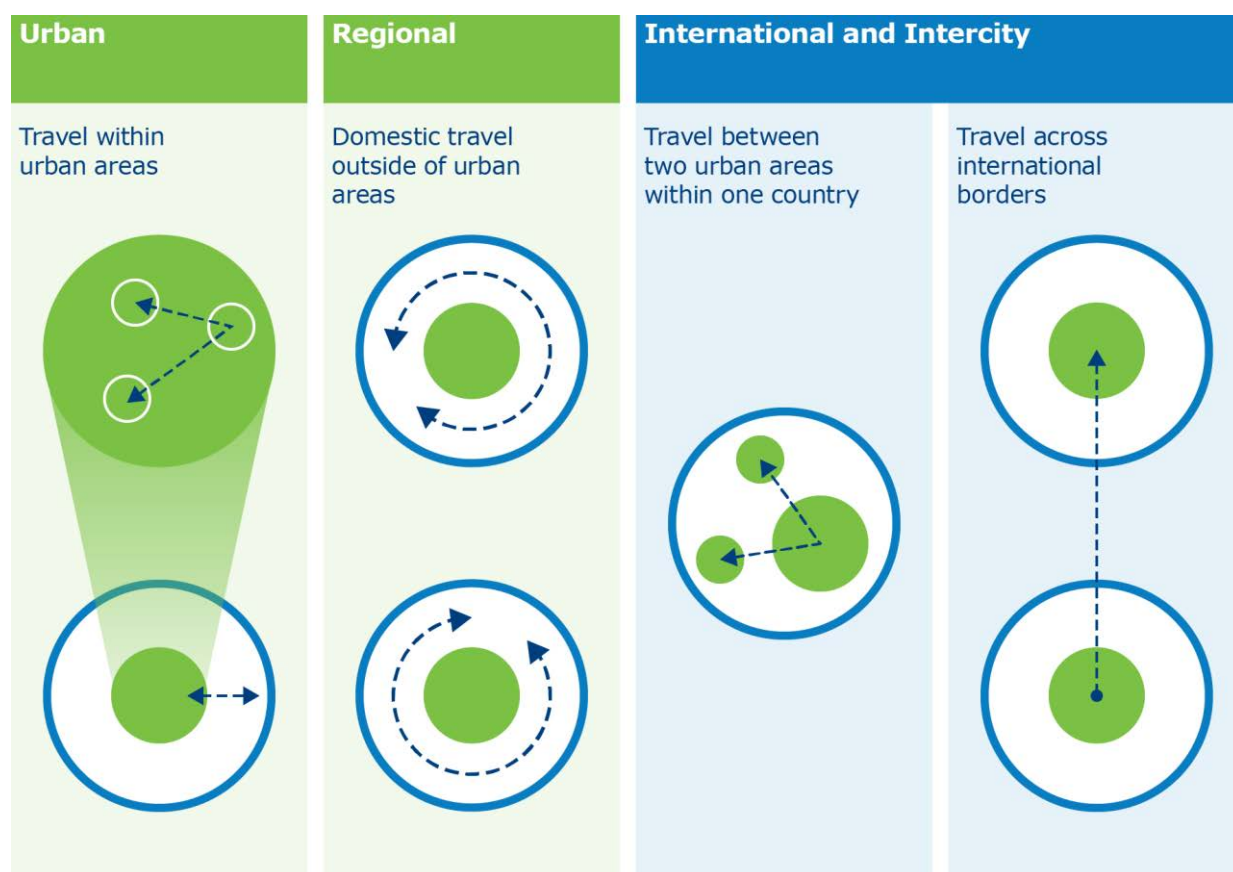 Urban
Regional
International and Intercity
Travel within
urban areas
Domestic travel
outside of urban
areas
Travel between
two urban areas
within one country
Travel across
international
borders